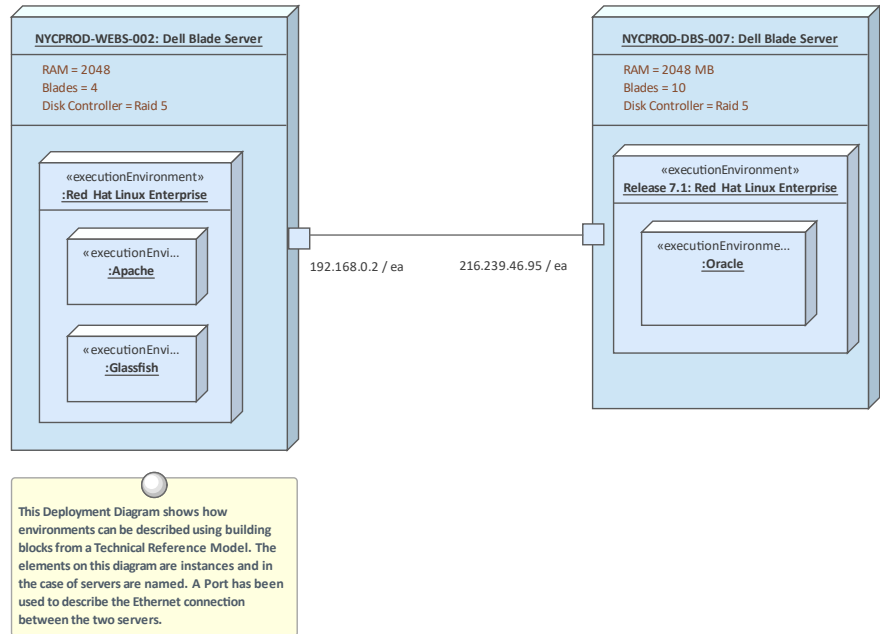 NYCPROD-WEBS-002: Dell Blade Server
RAM = 2048
Blades = 4
Disk Controller = Raid 5
«executionEnvironment»
:Red Hat Linux Enterprise
«executionEnvi...
:Apache
«executionEnvi...
:Glassfish
192.168.0.2 / ea
216.239.46.95 / ea
NYCPROD-DBS-007: Dell Blade Server
RAM = 2048 MB
Blades = 10
Disk Controller = Raid 5
«executionEnvironment»
Release 7.1: Red Hat Linux Enterprise
«executionEnvironme...
:Oracle
This Deployment Diagram shows how
environments can be described using building
blocks from a Technical Reference Model. The
elements on this diagram are instances and in
the case of servers are named. A Port has been
used to describe the Ethernet connection
between the two servers.